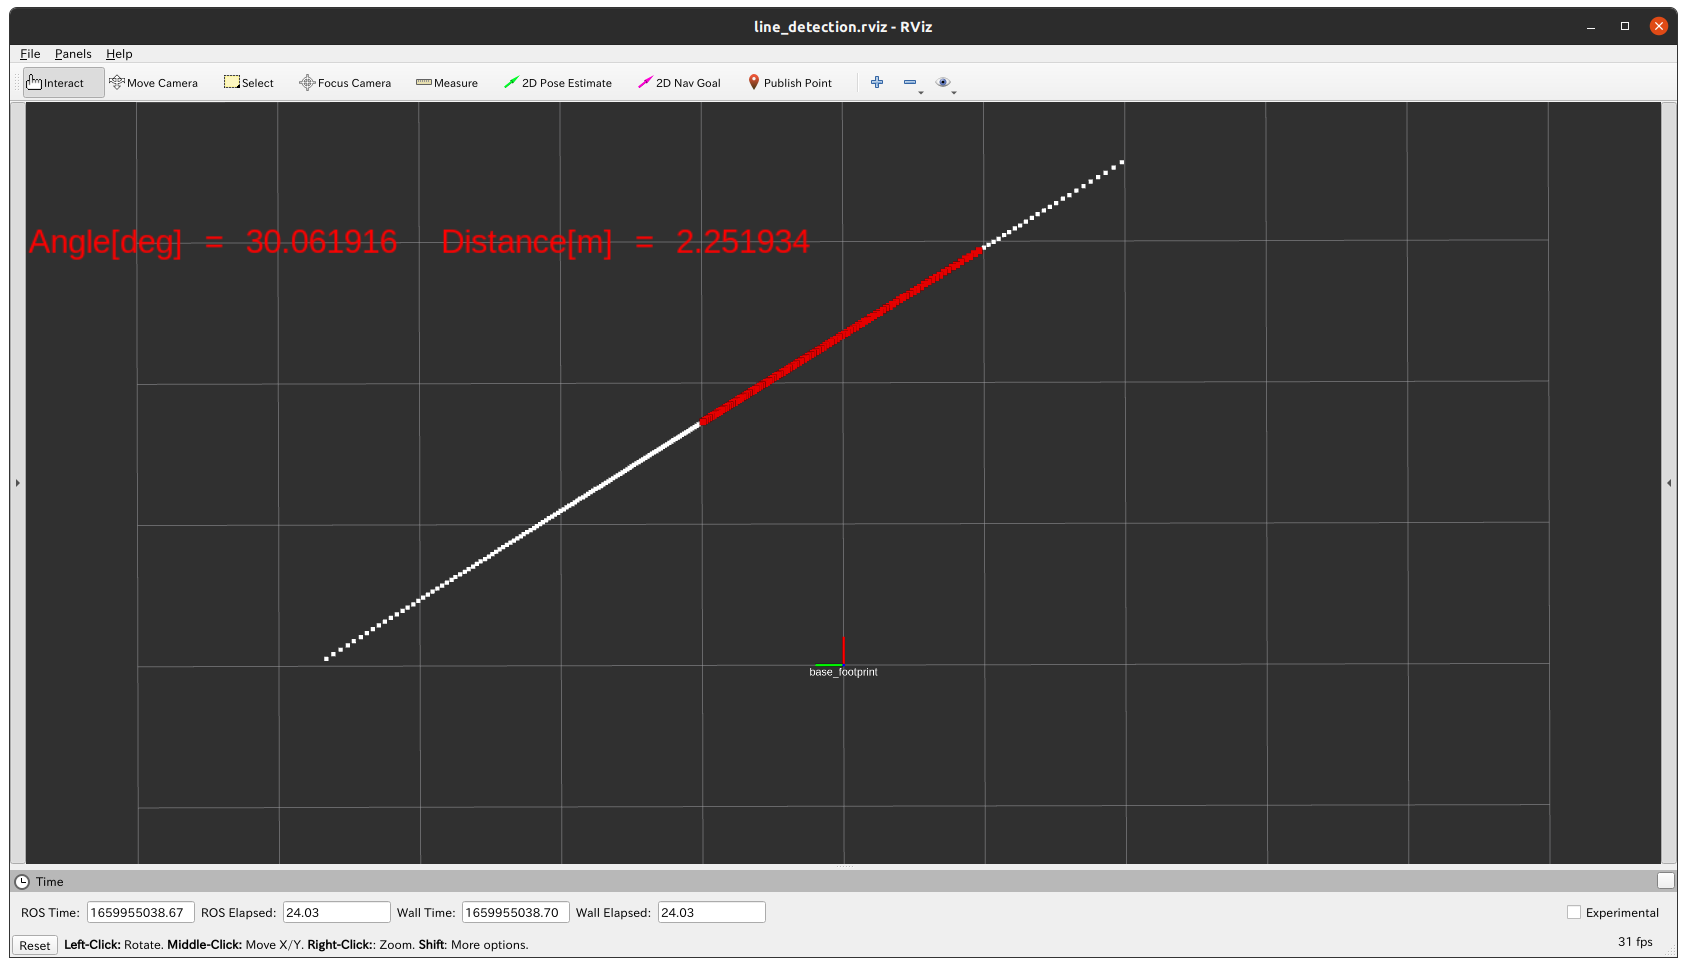 line_detection.rviz - RViz
File Panels Help
Interact Move Camera Select Focus Camera Measure 2D Pose Estimate 2D Nav Goal Publish Point
Angle[deg] = 30.061916 Distance[m] = 2.251934
base_footprint
Time
ROS Time: 1659955038.67 ROS Elapsed: 24.03 Wall Time: 1659955038.70 Wall Elapsed: 24.03 Experimental
Reset Left-Click: Rotate. Middle-Click: Move X/Y. Right-Click:: Zoom. Shift: More options. 31 fps